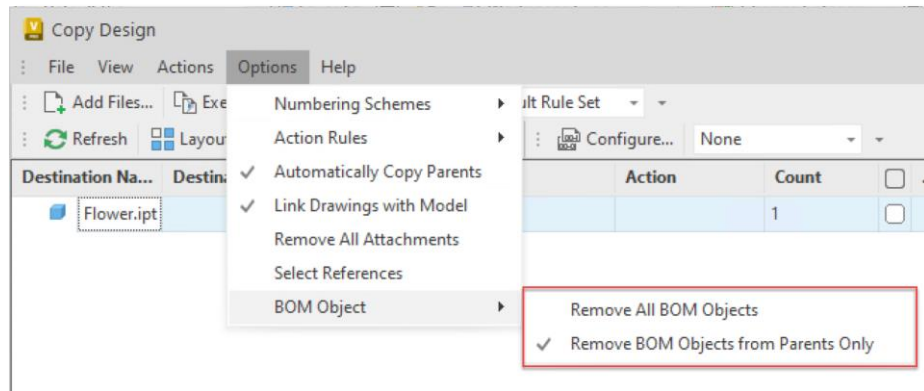 Copy Design
File View Actions Options Help
Add Files... Exe ult Rule Set
Numbering Schemes
Refresh Layou Configure... None
Action Rules
Destination Na... Destina Action Count
Automatically Copy Parents
Flower.ipt 1
Link Drawings with Model
Remove All Attachments
Select References
BOM Object
Remove All BOM Objects
Remove BOM Objects from Parents Only